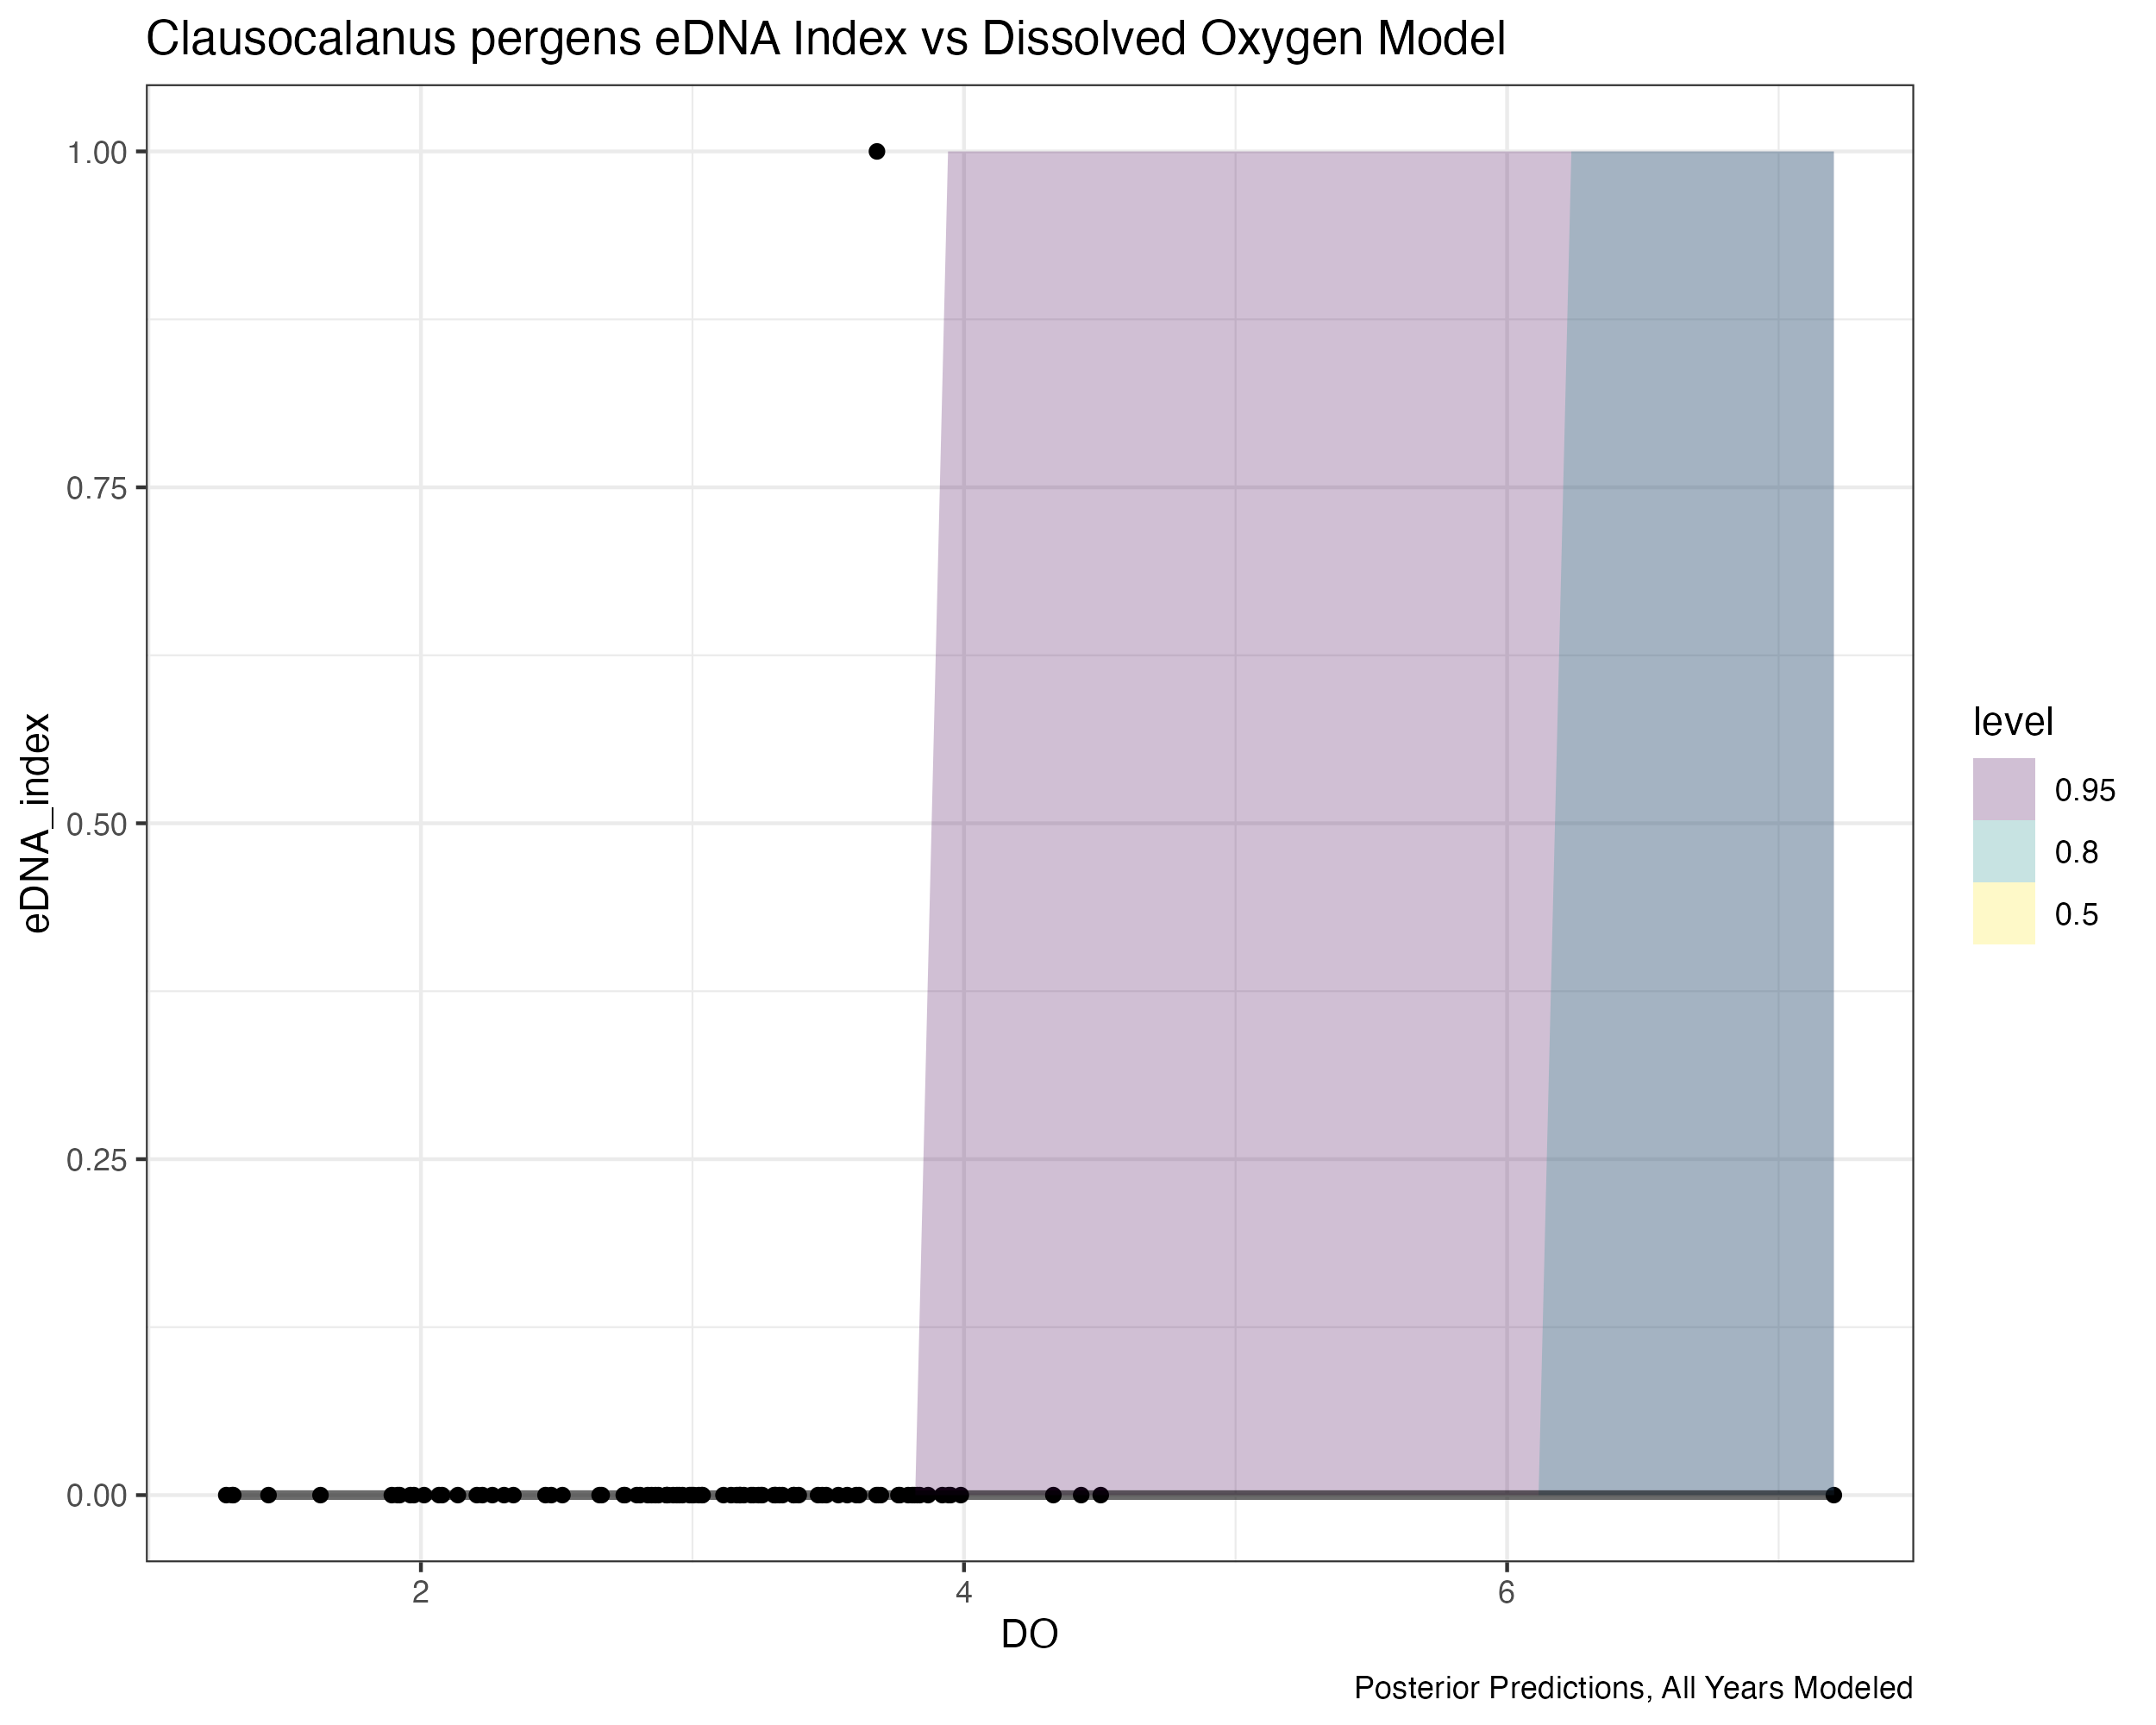 Clausocalanus pergens eDNA Index vs Dissolved Oxygen Model
1.00
0.75
0.50
0.25
0.00
eDNA_index
2
4
6
DO
level
0.95
0.8
0.5
Posterior Predictions, All Years Modeled